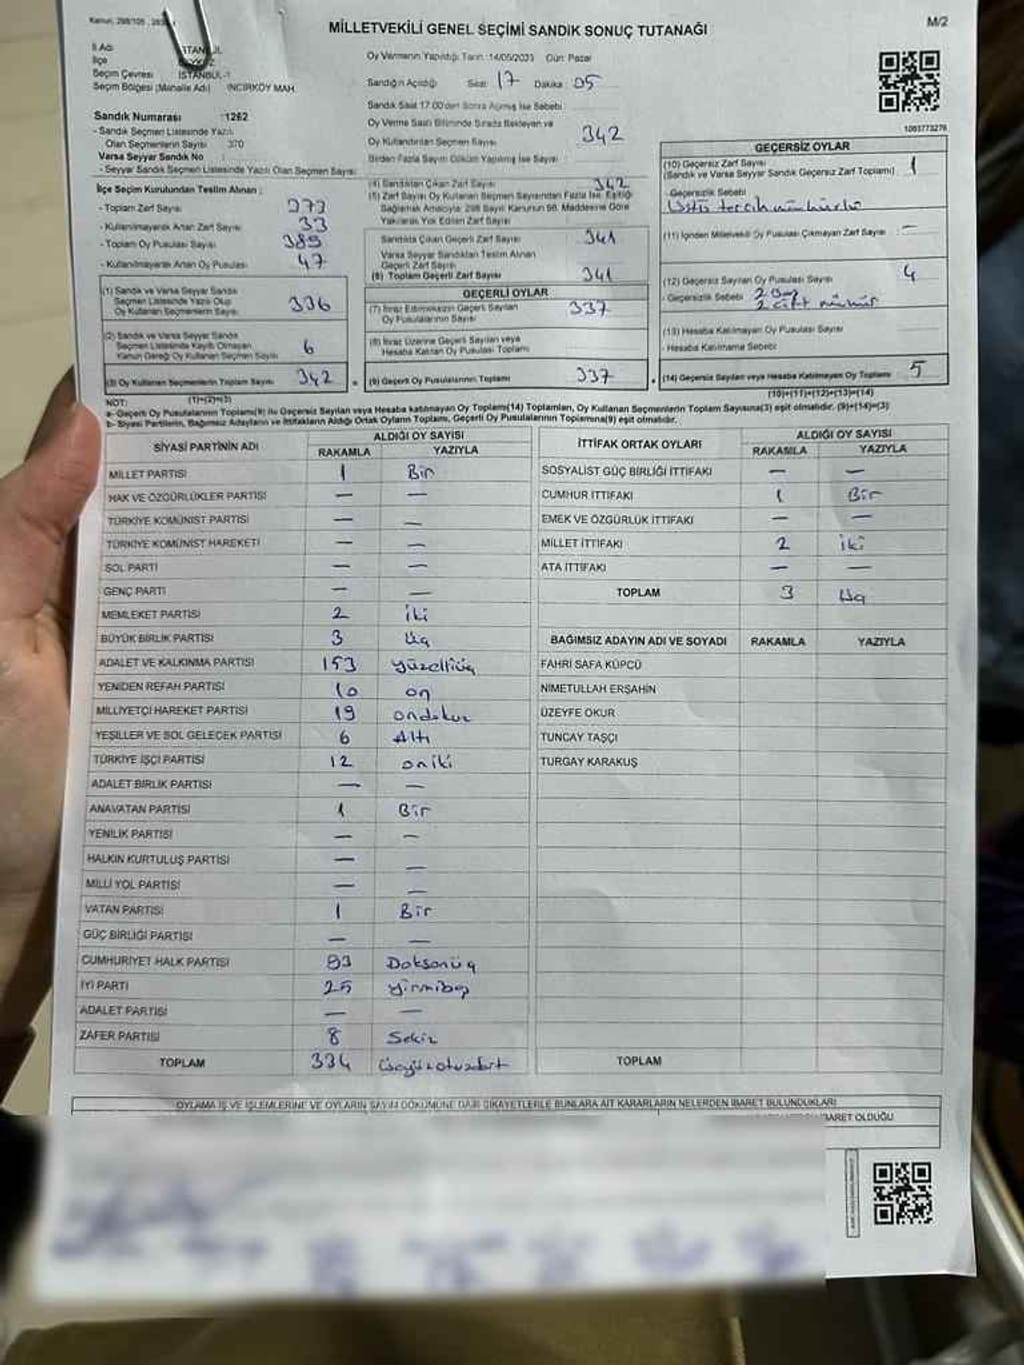 Kanun: 298/105
MİLLETVEKİLİ GENEL SEÇİMİ SANDIK SONUÇ TUTANAĞI
M/2
İl Adı İSTANBUL
İlçe
Seçim Çevresi İSTANBUL-1
Seçim Bölgesi (Mahalle Adı) İNCİRKÖY MAH.
Sandık Numarası 1262
- Sandık Seçmen Listesinde Yazılı
Olan Seçmenlerin Sayısı 370
Varsa Seyyar Sandık No
- Seyyar Sandık Seçmen Listesinde Yazılı Olan Seçmen Sayısı
İlçe Seçim Kurulundan Teslim Alınan :
- Toplam Zarf Sayısı
- Kullanılmayarak Artan Zarf Sayısı 33
- Toplam Oy Pusulası Sayısı 389
- Kullanılmayarak Artan Oy Pusulası 47
(1) Sandık ve Varsa Seyyar Sandık
Seçmen Listesinde Yazılı Olup
Oy Kullanan Seçmenlerin Sayısı 336
(2) Sandık ve Varsa Seyyar Sandık
Seçmen Listesinde Kayıtlı Olmayan
Kanun Gereği Oy Kullanan Seçmen Sayısı 6
(3) Oy Kullanan Seçmenlerin Toplam Sayısı 342
(1)+(2)=(3)
Oy Vermenin Yapıldığı Tarih :14/05/2023 Gün: Pazar
Sandığın Açıldığı Saat 17 Dakika 05
Sandık Saat 17.00'den Sonra Açılmış İse Sebebi
Oy Verme Saati Bitiminde Sırada Bekleyen ve
Oy Kullandırılan Seçmen Sayısı 342
Birden Fazla Sayım Döküm Yapılmış İse Sayısı
(4) Sandıktan Çıkan Zarf Sayısı 342
(5) Zarf Sayısı Oy Kullanan Seçmen Sayısından Fazla İse, Eşitliği
Sağlamak Amacıyla; 298 Sayılı Kanunun 98. Maddesine Göre
Yakılarak Yok Edilen Zarf Sayısı
Sandıkta Çıkan Geçerli Zarf Sayısı 341
Varsa Seyyar Sandıktan Teslim Alınan
Geçerli Zarf Sayısı
(6) Toplam Geçerli Zarf Sayısı 341
GEÇERLİ OYLAR
(7) İtiraz Edilmeksizin Geçerli Sayılan
Oy Pusulalarının Sayısı 337
(8) İtiraz Üzerine Geçerli Sayılan veya
Hesaba Katılan Oy Pusulası Toplamı
(9) Geçerli Oy Pusulalarının Toplamı 337
1083773276
GEÇERSİZ OYLAR
(10) Geçersiz Zarf Sayısı
(Sandık ve Varsa Seyyar Sandık Geçersiz Zarf Toplamı) 1
- Geçersizlik Sebebi
Üstü tercih mühürlü
(11) İçinden Milletvekili Oy Pusulası Çıkmayan Zarf Sayısı : —
(12) Geçersiz Sayılan Oy Pusulası Sayısı 4
- Geçersizlik Sebebi 2 Boş
2 çift mühür
(13) Hesaba Katılmayan Oy Pusulası Sayısı
- Hesaba Katılmama Sebebi
(14) Geçersiz Sayılan veya Hesaba Katılmayan Oy Toplamı 5
(10)+(11)+(12)+(13)=(14)
NOT:
a- Geçerli Oy Pusulalarının Toplamı(9) ile Geçersiz Sayılan veya Hesaba katılmayan Oy Toplamı(14) Toplamları, Oy Kullanan Seçmenlerin Toplam Sayısına(3) eşit olmalıdır. (9)+(14)=(3)
b- Siyasi Partilerin, Bağımsız Adayların ve İttifakların Aldığı Ortak Oyların Toplamı, Geçerli Oy Pusulalarının Toplamına(9) eşit olmalıdır.
SİYASİ PARTİNİN ADI ALDIĞI OY SAYISI
RAKAMLA YAZIYLA
MİLLET PARTİSİ 1 Bir
HAK VE ÖZGÜRLÜKLER PARTİSİ — —
TÜRKİYE KOMÜNİST PARTİSİ — —
TÜRKİYE KOMÜNİST HAREKETİ — —
SOL PARTİ — —
GENÇ PARTİ — —
MEMLEKET PARTİSİ 2 iki
BÜYÜK BİRLİK PARTİSİ 3 üç
ADALET VE KALKINMA PARTİSİ 153 yüzelliüç
YENİDEN REFAH PARTİSİ 10 on
MİLLİYETÇİ HAREKET PARTİSİ 19 ondokuz
YEŞİLLER VE SOL GELECEK PARTİSİ 6 Altı
TÜRKİYE İŞÇİ PARTİSİ 12 oniki
ADALET BİRLİK PARTİSİ — —
ANAVATAN PARTİSİ 1 Bir
YENİLİK PARTİSİ — —
HALKIN KURTULUŞ PARTİSİ — —
MİLLİ YOL PARTİSİ — —
VATAN PARTİSİ 1 Bir
GÜÇ BİRLİĞİ PARTİSİ — —
CUMHURİYET HALK PARTİSİ 93 Doksanüç
İYİ PARTİ 25 yirmibeş
ADALET PARTİSİ — —
ZAFER PARTİSİ 8 Sekiz
TOPLAM 334 üçyüzotuzdört
İTTİFAK ORTAK OYLARI ALDIĞI OY SAYISI
RAKAMLA YAZIYLA
SOSYALİST GÜÇ BİRLİĞİ İTTİFAKI — —
CUMHUR İTTİFAKI 1 Bir
EMEK VE ÖZGÜRLÜK İTTİFAKI — —
MİLLET İTTİFAKI 2 iki
ATA İTTİFAKI — —
TOPLAM 3 üç
BAĞIMSIZ ADAYIN ADI VE SOYADI RAKAMLA YAZIYLA
FAHRİ SAFA KÜPCÜ
NİMETULLAH ERŞAHİN
ÜZEYFE OKUR
TUNCAY TAŞÇI
TURGAY KARAKUŞ
TOPLAM
OYLAMA İŞ VE İŞLEMLERİNE VE OYLARIN SAYIM DÖKÜMÜNE DAİR ŞİKAYETLERLE BUNLARA AİT KARARLARIN NELERDEN İBARET BULUNDUKLARI
İBARET OLDUĞU